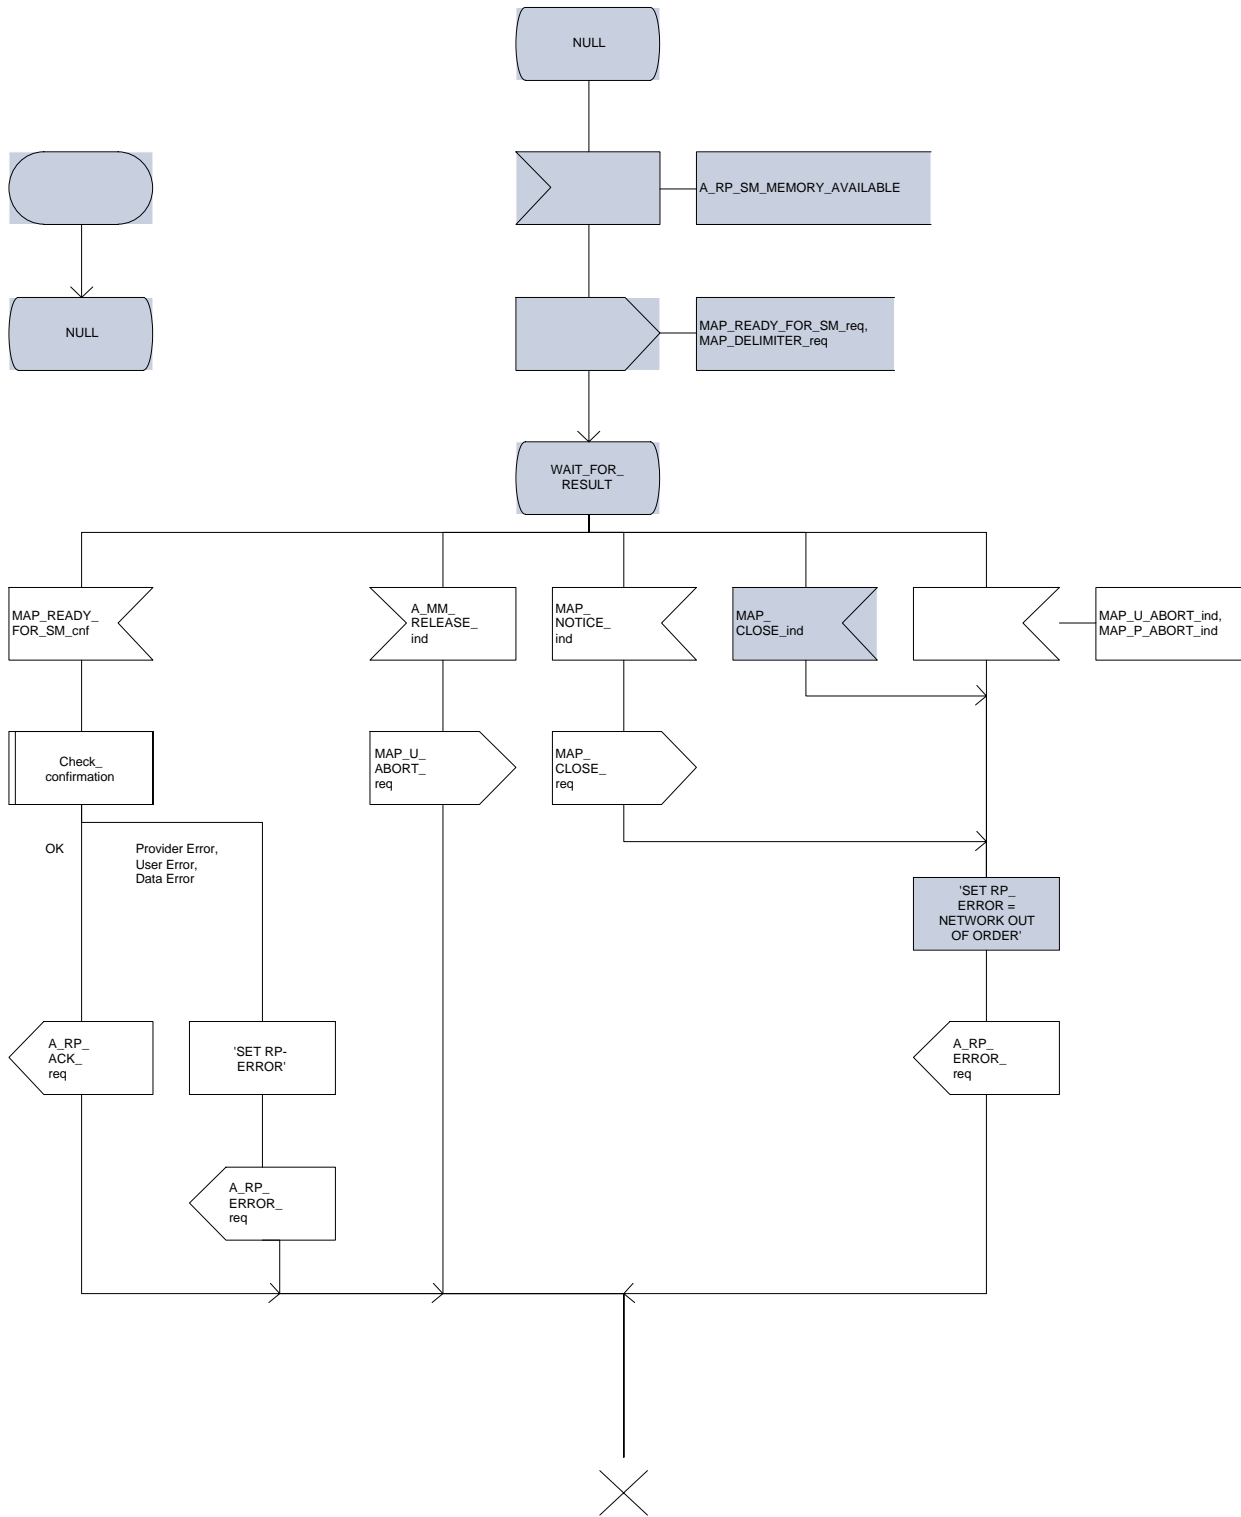 NULL
A_RP_SM_MEMORY_AVAILABLE
NULL
MAP_READY_FOR_SM_req,
MAP_DELIMITER_req
WAIT_FOR_
RESULT
MAP_READY_
FOR_SM_cnf
A_MM_
RELEASE_
ind
MAP_
NOTICE_
ind
MAP_
CLOSE_ind
MAP_U_ABORT_ind,
MAP_P_ABORT_ind
Check_
confirmation
MAP_U_
ABORT_
req
MAP_
CLOSE_
req
OK
Provider Error,
User Error,
Data Error
'SET RP_
ERROR =
NETWORK OUT
OF ORDER'
A_RP_
ACK_
req
'SET RP-
ERROR'
A_RP_
ERROR_
req
A_RP_
ERROR_
req